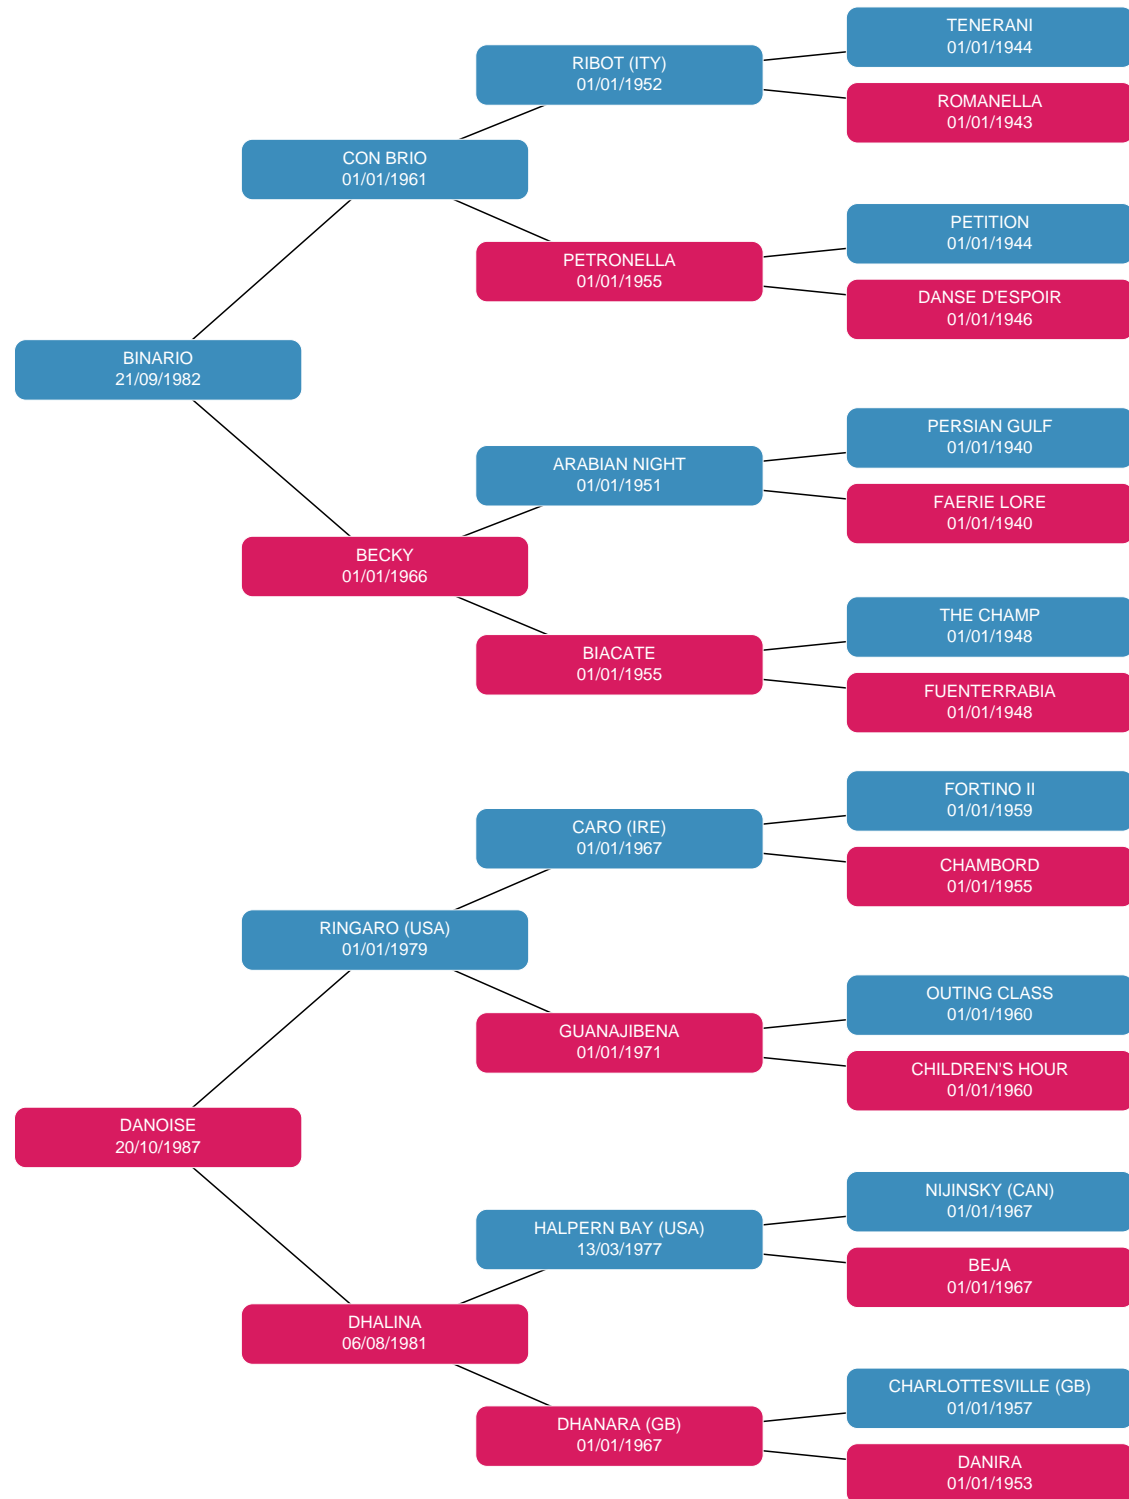 TENERANI
01/01/1944
RIBOT (ITY)
01/01/1952
ROMANELLA
01/01/1943
CON BRIO
01/01/1961
PETITION
01/01/1944
PETRONELLA
01/01/1955
DANSE D'ESPOIR
01/01/1946
BINARIO
21/09/1982
PERSIAN GULF
01/01/1940
ARABIAN NIGHT
01/01/1951
FAERIE LORE
01/01/1940
BECKY
01/01/1966
THE CHAMP
01/01/1948
BIACATE
01/01/1955
FUENTERRABIA
01/01/1948
FORTINO II
01/01/1959
CARO (IRE)
01/01/1967
CHAMBORD
01/01/1955
RINGARO (USA)
01/01/1979
OUTING CLASS
01/01/1960
GUANAJIBENA
01/01/1971
CHILDREN'S HOUR
01/01/1960
DANOISE
20/10/1987
NIJINSKY (CAN)
01/01/1967
HALPERN BAY (USA)
13/03/1977
BEJA
01/01/1967
DHALINA
06/08/1981
CHARLOTTESVILLE (GB)
01/01/1957
DHANARA (GB)
01/01/1967
DANIRA
01/01/1953